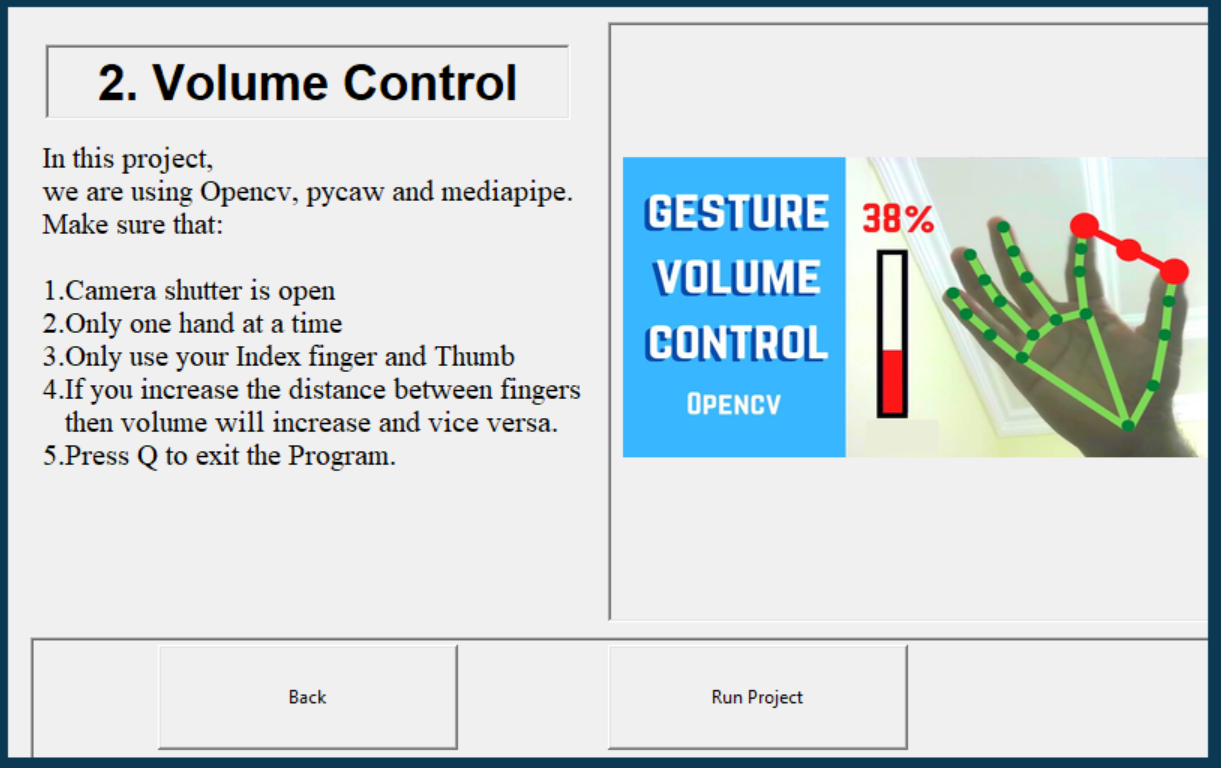 2. Volume Control
In this project,
we are using Opencv, pycaw and mediapipe.
Make sure that:
1.Camera shutter is open
2.Only one hand at a time
3.Only use your Index finger and Thumb
4.If you increase the distance between fingers
then volume will increase and vice versa.
5.Press Q to exit the Program.
GESTURE
VOLUME
CONTROL
OPENCV
38%
Back
Run Project